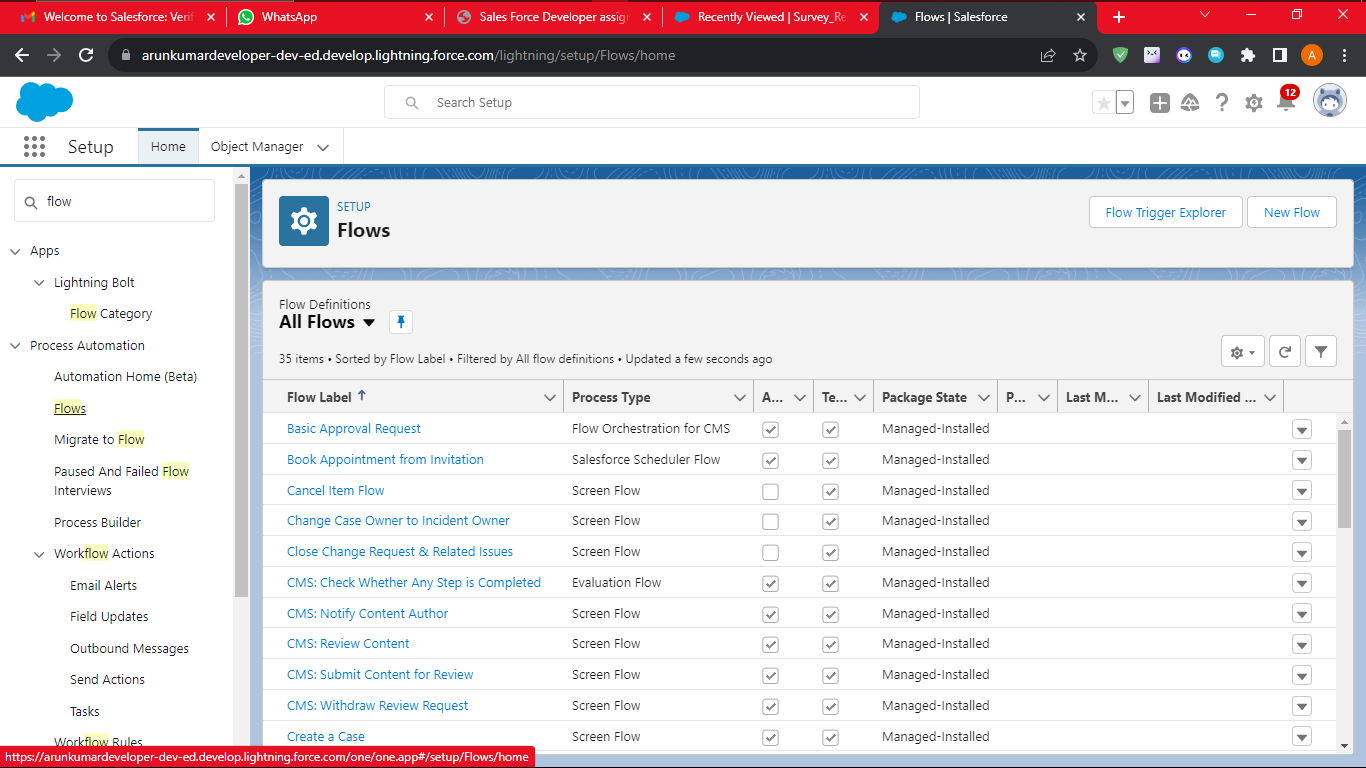 Welcome to Salesforce: Verif
WhatsApp
Sales Force Developer assign
Recently Viewed | Survey_Re
Flows | Salesforce
arunkumardeveloper-dev-ed.develop.lightning.force.com/lightning/setup/Flows/home
A
Search Setup
12
Setup
Home
Object Manager
flow
Apps
Lightning Bolt
Flow Category
Process Automation
Automation Home (Beta)
Flows
Migrate to Flow
Paused And Failed Flow
Interviews
Process Builder
Workflow Actions
Email Alerts
Field Updates
Outbound Messages
Send Actions
Tasks
Workflow Rules
SETUP
Flows
Flow Trigger Explorer
New Flow
Flow Definitions
All Flows
35 items • Sorted by Flow Label • Filtered by All flow definitions • Updated a few seconds ago
Flow Label Process Type A... Te... Package State P... Last M... Last Modified ...
Basic Approval Request Flow Orchestration for CMS Managed-Installed
Book Appointment from Invitation Salesforce Scheduler Flow Managed-Installed
Cancel Item Flow Screen Flow Managed-Installed
Change Case Owner to Incident Owner Screen Flow Managed-Installed
Close Change Request & Related Issues Screen Flow Managed-Installed
CMS: Check Whether Any Step is Completed Evaluation Flow Managed-Installed
CMS: Notify Content Author Screen Flow Managed-Installed
CMS: Review Content Screen Flow Managed-Installed
CMS: Submit Content for Review Screen Flow Managed-Installed
CMS: Withdraw Review Request Screen Flow Managed-Installed
Create a Case Screen Flow Managed-Installed
https://arunkumardeveloper-dev-ed.develop.lightning.force.com/one/one.app#/setup/Flows/home